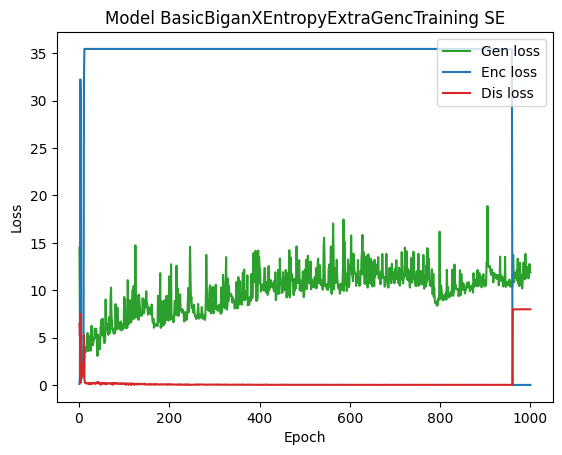 Model BasicBiganXEntropyExtraGencTraining SE
Gen loss
Enc loss
Dis loss
35
30
25
20
15
10
5
0
Loss
0 200 400 600 800 1000
Epoch